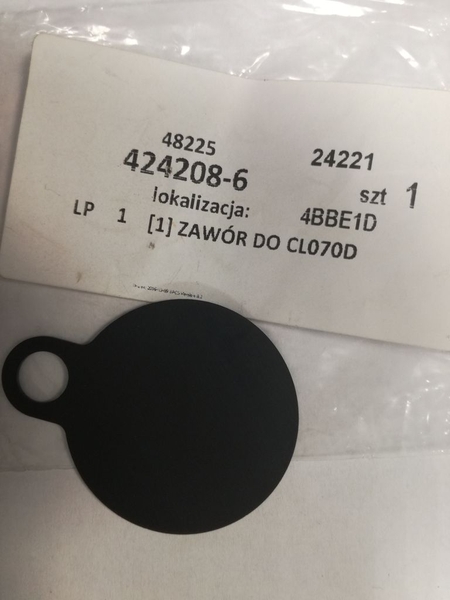 48225 24221
424208-6 szt 1
lokalizacja: 4BBE1D
LP 1 [1] ZAWÓR DO CL070D